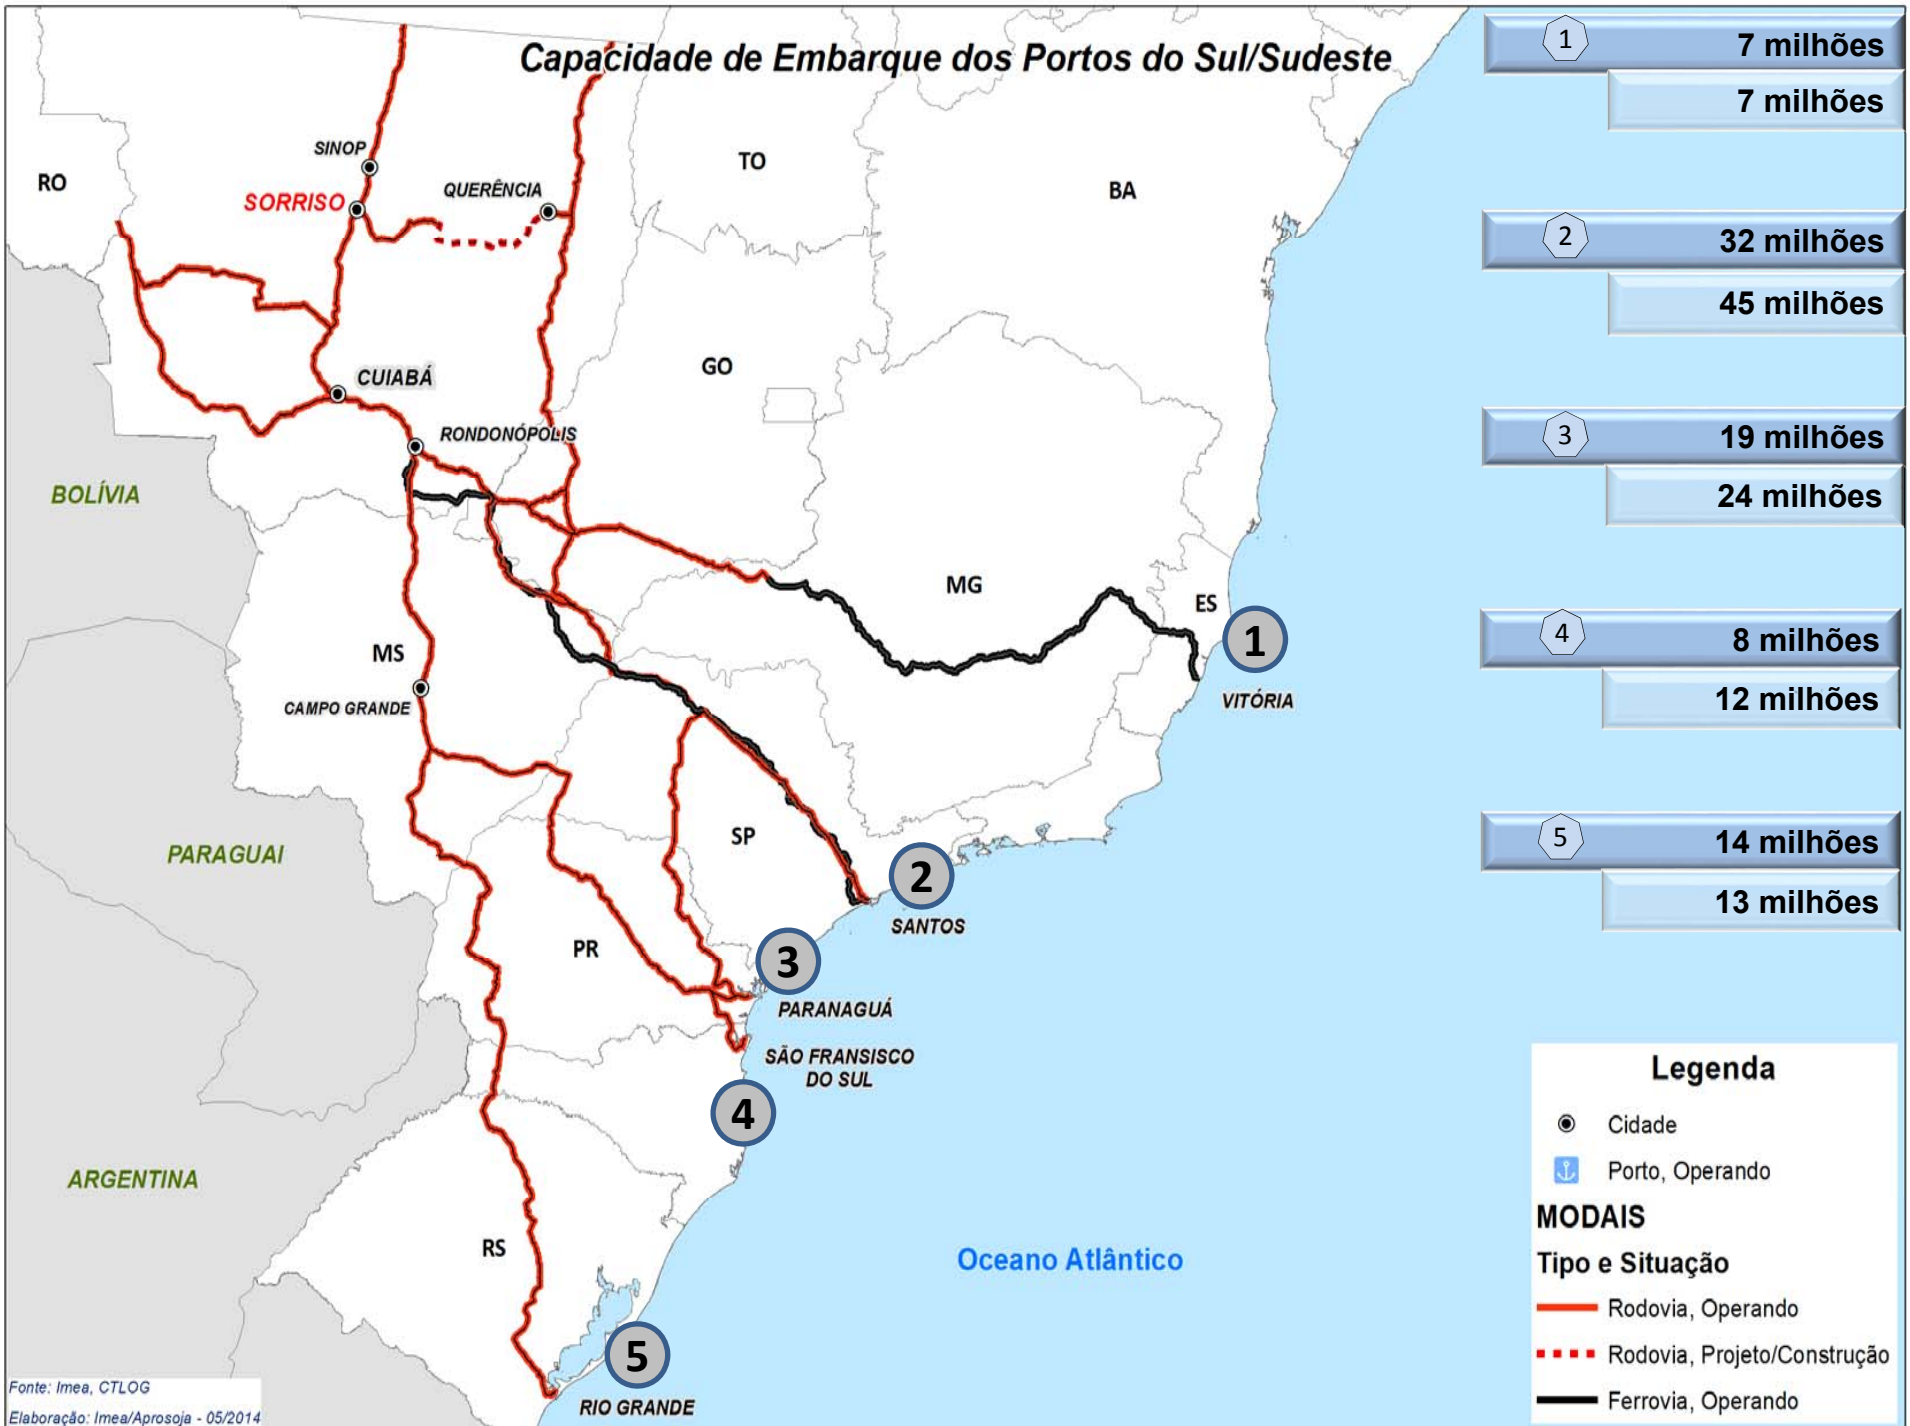 Capacidade de Embarque dos Portos do Sul/Sudeste
1
7 milhões
7 milhões
2
32 milhões
45 milhões
3
19 milhões
24 milhões
4
8 milhões
12 milhões
5
14 milhões
13 milhões
RO
SINOP
SORRISO
QUERÊNCIA
TO
BA
CUIABÁ
GO
RONDONÓPOLIS
BOLÍVIA
MG
ES
1
VITÓRIA
MS
CAMPO GRANDE
SP
PARAGUAI
2
SANTOS
PR
3
PARANAGUÁ
SÃO FRANSISCO
DO SUL
4
ARGENTINA
RS
Oceano Atlântico
5
RIO GRANDE
Legenda
Cidade
Porto, Operando
MODAIS
Tipo e Situação
Rodovia, Operando
Rodovia, Projeto/Construção
Ferrovia, Operando
Fonte: Imea, CTLOG
Elaboração: Imea/Aprosoja - 05/2014